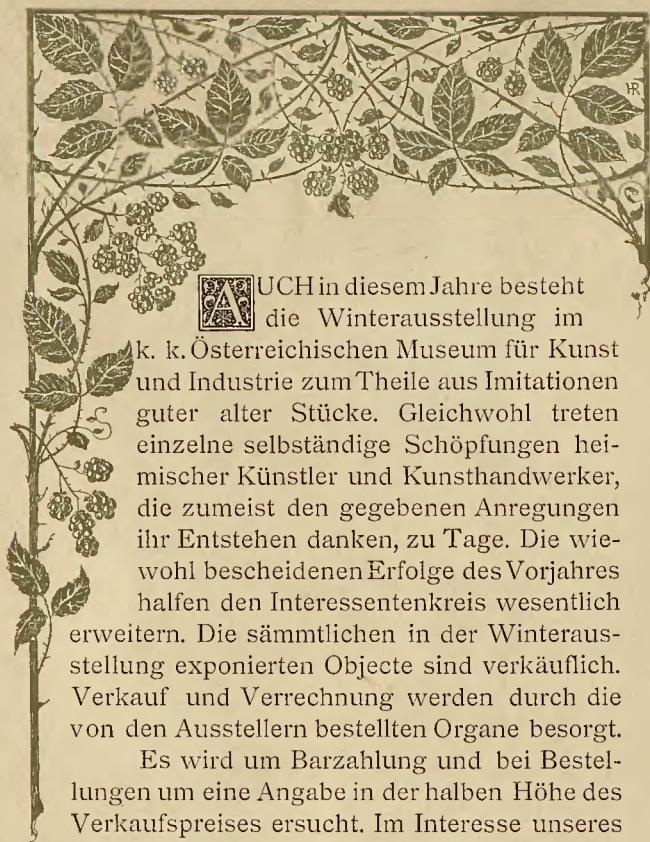 AUCH in diesem Jahre besteht
die Winterausstellung im
k. k. Österreichischen Museum für Kunst
und Industrie zum Theile aus Imitationen
guter alter Stücke. Gleichwohl treten
einzelne selbständige Schöpfungen hei-
mischer Künstler und Kunsthandwerker,
die zumeist den gegebenen Anregungen
ihr Entstehen danken, zu Tage. Die wie-
wohl bescheidenen Erfolge des Vorjahres
halfen den Interessentenkreis wesentlich
erweitern. Die sämmtlichen in der Winteraus-
stellung exponierten Objecte sind verkäuflich.
Verkauf und Verrechnung werden durch die
von den Ausstellern bestellten Organe besorgt.
Es wird um Barzahlung und bei Bestel-
lungen um eine Angabe in der halben Höhe des
Verkaufspreises ersucht. Im Interesse unseres